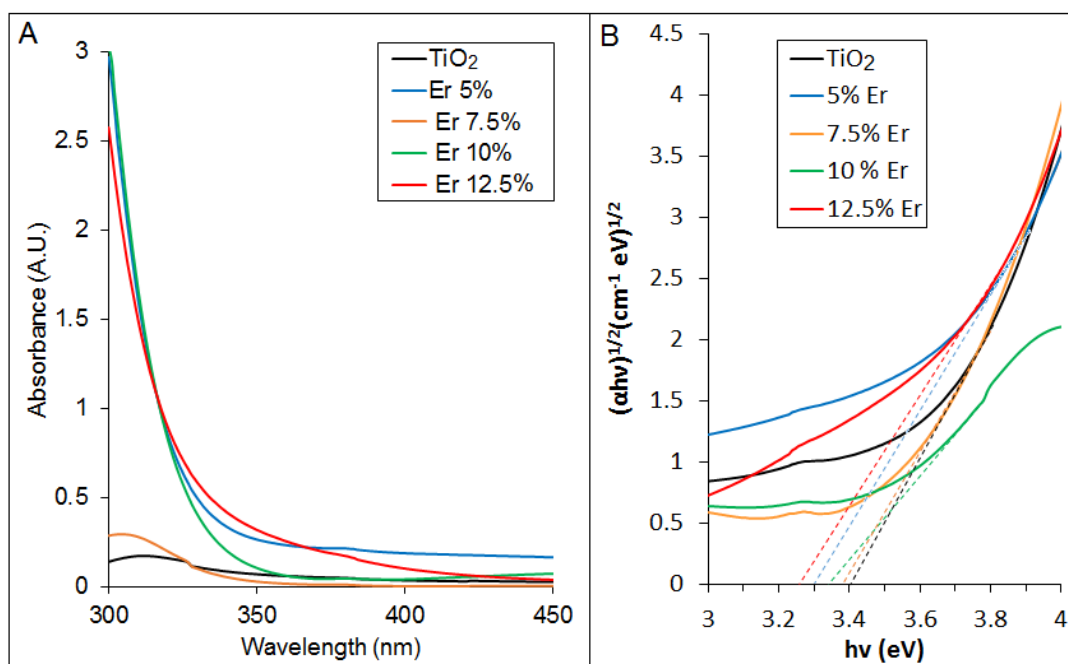 A
3
2.5
2
1.5
1
0.5
0
300
350
400
450
Absorbance (A.U.)
Wavelength (nm)
TiO₂
Er 5%
Er 7.5%
Er 10%
Er 12.5%
B
4.5
4
3.5
3
2.5
2
1.5
1
0.5
0
3
3.2
3.4
3.6
3.8
4
(αhν)¹/²(cm⁻¹ eV)¹/²
hν (eV)
TiO₂
5% Er
7.5% Er
10 % Er
12.5% Er